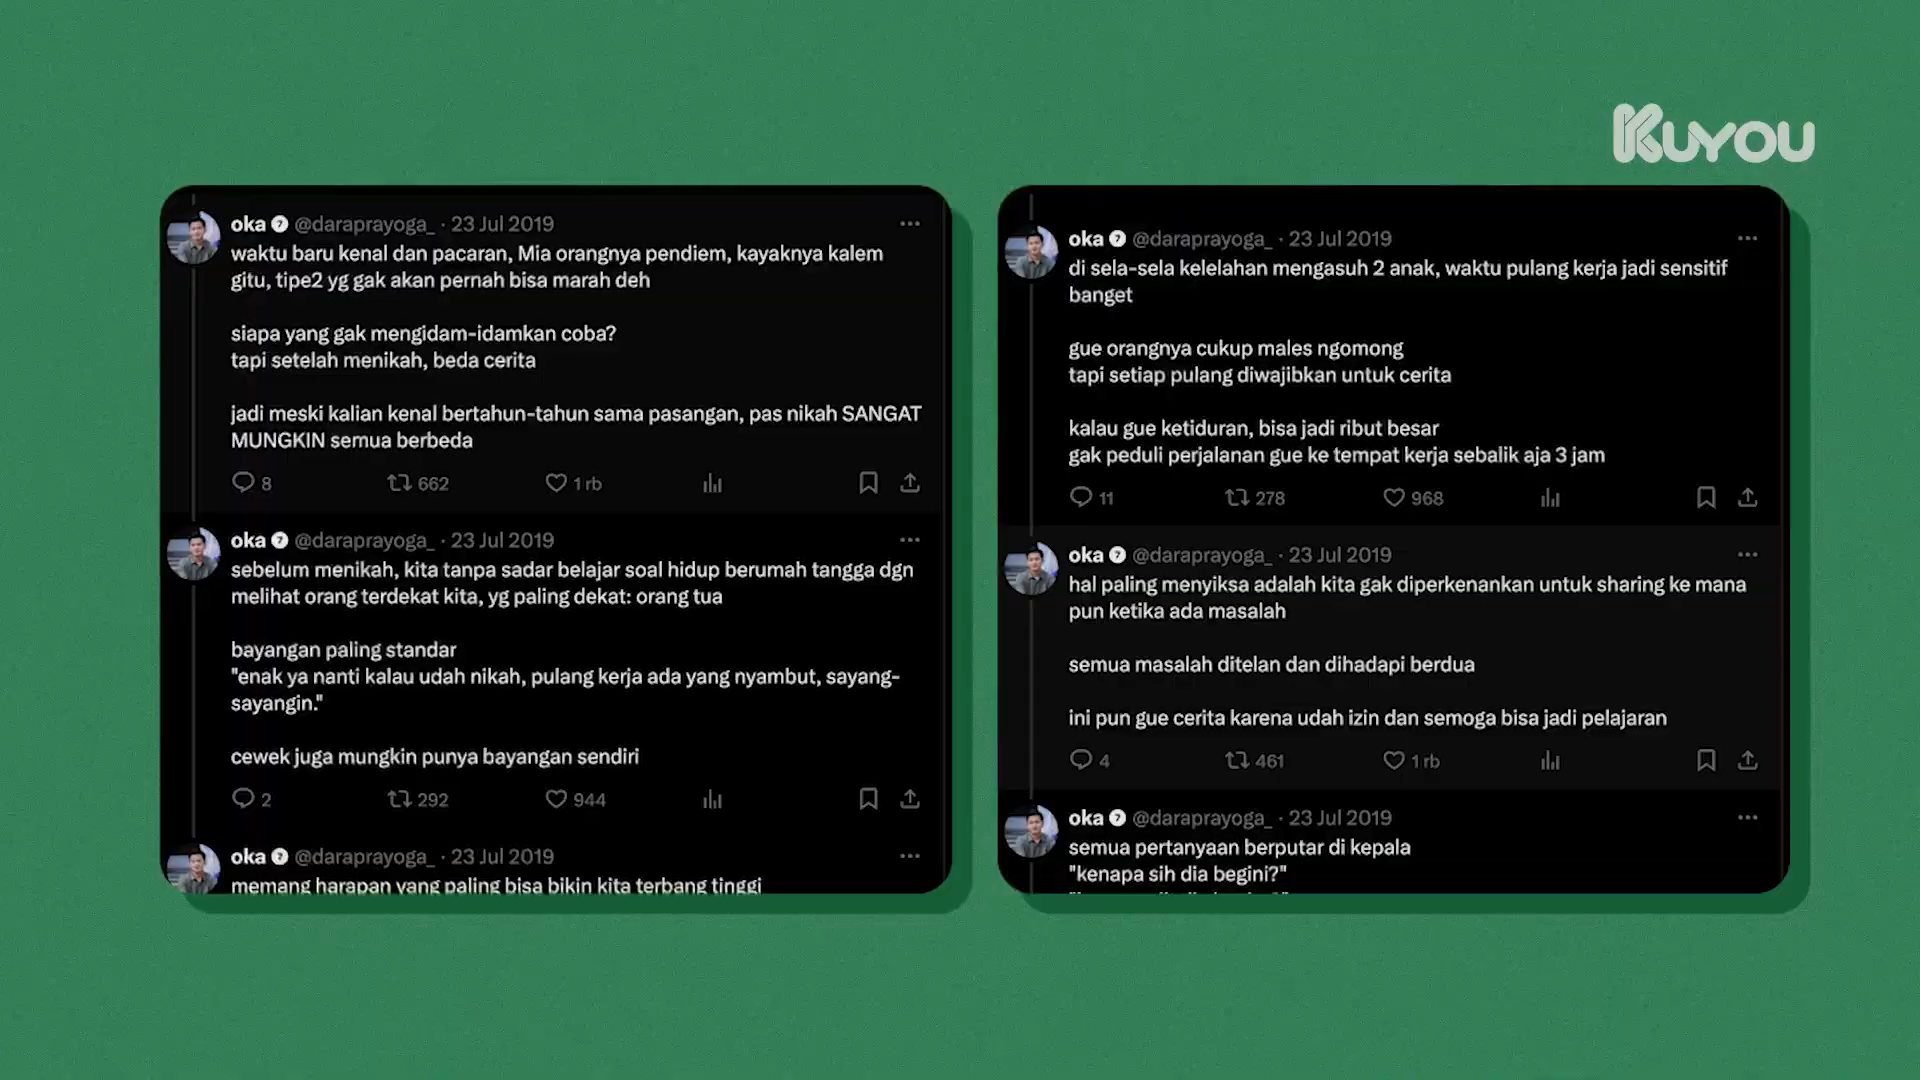 KUYOU
oka @daraprayoga_ · 23 Jul 2019
waktu baru kenal dan pacaran, Mia orangnya pendiem, kayaknya kalem
gitu, tipe2 yg gak akan pernah bisa marah deh
siapa yang gak mengidam-idamkan coba?
tapi setelah menikah, beda cerita
jadi meski kalian kenal bertahun-tahun sama pasangan, pas nikah SANGAT
MUNGKIN semua berbeda
8 662 1 rb
oka @daraprayoga_ · 23 Jul 2019
sebelum menikah, kita tanpa sadar belajar soal hidup berumah tangga dgn
melihat orang terdekat kita, yg paling dekat: orang tua
bayangan paling standar
"enak ya nanti kalau udah nikah, pulang kerja ada yang nyambut, sayang-
sayangin."
cewek juga mungkin punya bayangan sendiri
2 292 944
oka @daraprayoga_ · 23 Jul 2019
memang harapan yang paling bisa bikin kita terbang tinggi
oka @daraprayoga_ · 23 Jul 2019
di sela-sela kelelahan mengasuh 2 anak, waktu pulang kerja jadi sensitif
banget
gue orangnya cukup males ngomong
tapi setiap pulang diwajibkan untuk cerita
kalau gue ketiduran, bisa jadi ribut besar
gak peduli perjalanan gue ke tempat kerja sebalik aja 3 jam
11 278 968
oka @daraprayoga_ · 23 Jul 2019
hal paling menyiksa adalah kita gak diperkenankan untuk sharing ke mana
pun ketika ada masalah
semua masalah ditelan dan dihadapi berdua
ini pun gue cerita karena udah izin dan semoga bisa jadi pelajaran
4 461 1 rb
oka @daraprayoga_ · 23 Jul 2019
semua pertanyaan berputar di kepala
"kenapa sih dia begini?"